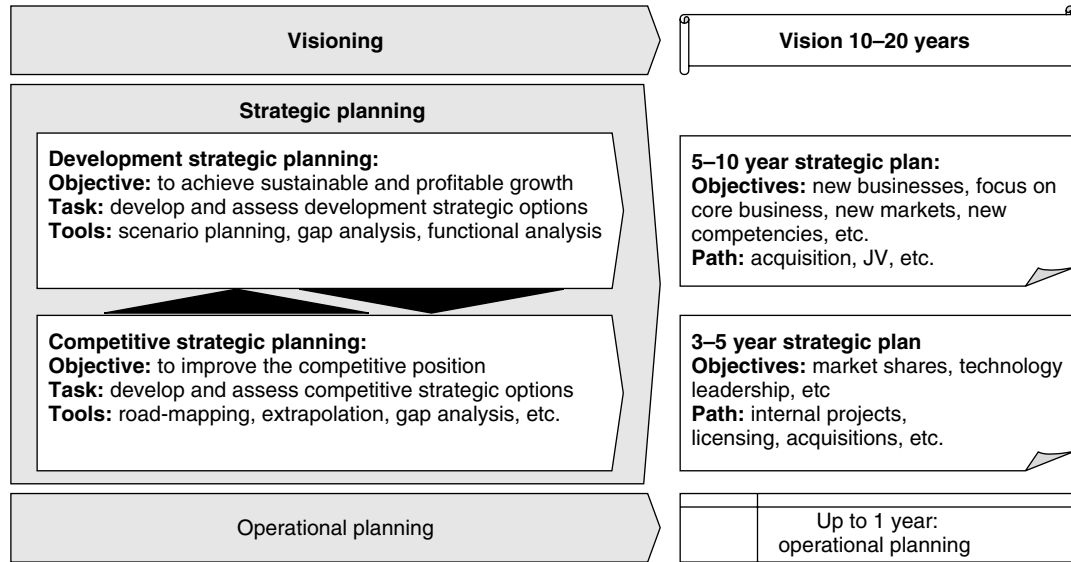 Visioning
Vision 10–20 years
Strategic planning
Development strategic planning:
Objective: to achieve sustainable and profitable growth
Task: develop and assess development strategic options
Tools: scenario planning, gap analysis, functional analysis
5–10 year strategic plan:
Objectives: new businesses, focus on
core business, new markets, new
competencies, etc.
Path: acquisition, JV, etc.
Competitive strategic planning:
Objective: to improve the competitive position
Task: develop and assess competitive strategic options
Tools: road-mapping, extrapolation, gap analysis, etc.
3–5 year strategic plan
Objectives: market shares, technology
leadership, etc
Path: internal projects,
licensing, acquisitions, etc.
Operational planning
Up to 1 year:
operational planning